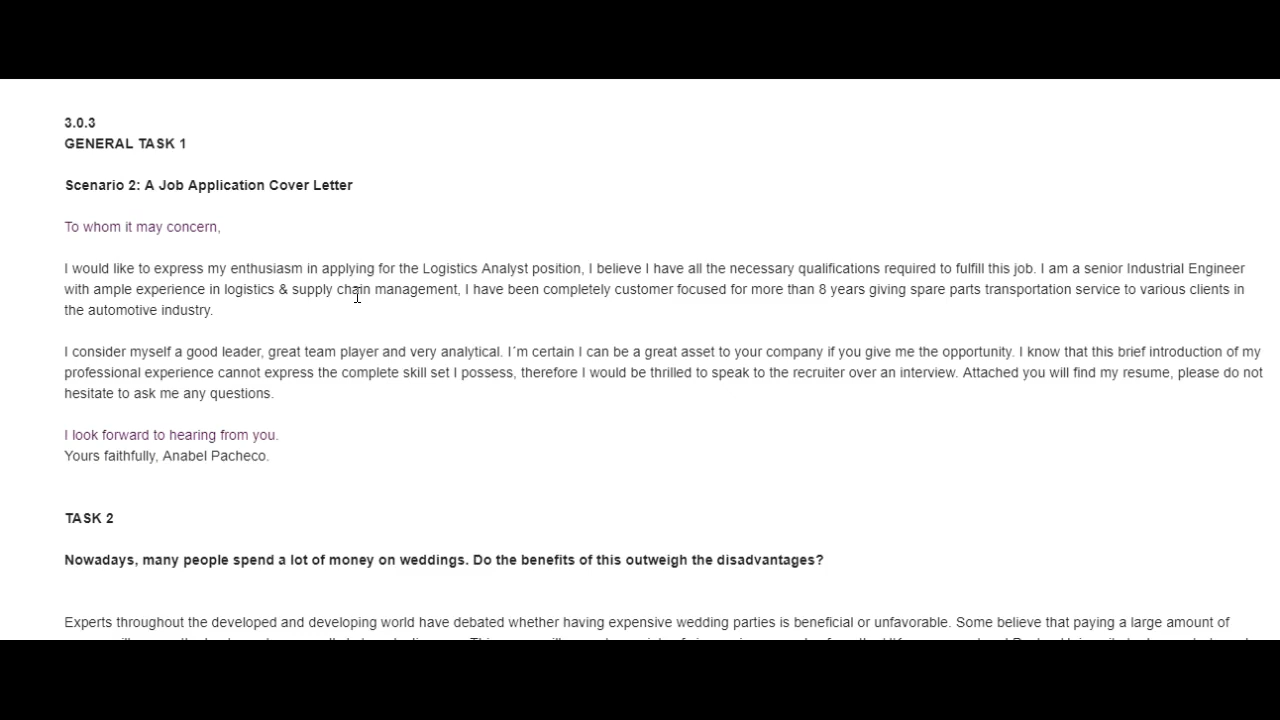 3.0.3
GENERAL TASK 1
Scenario 2: A Job Application Cover Letter
To whom it may concern,
I would like to express my enthusiasm in applying for the Logistics Analyst position, I believe I have all the necessary qualifications required to fulfill this job. I am a senior Industrial Engineer
with ample experience in logistics & supply chain management, I have been completely customer focused for more than 8 years giving spare parts transportation service to various clients in
the automotive industry.
I consider myself a good leader, great team player and very analytical. I´m certain I can be a great asset to your company if you give me the opportunity. I know that this brief introduction of my
professional experience cannot express the complete skill set I possess, therefore I would be thrilled to speak to the recruiter over an interview. Attached you will find my resume, please do not
hesitate to ask me any questions.
I look forward to hearing from you.
Yours faithfully, Anabel Pacheco.
TASK 2
Nowadays, many people spend a lot of money on weddings. Do the benefits of this outweigh the disadvantages?
Experts throughout the developed and developing world have debated whether having expensive wedding parties is beneficial or unfavorable. Some believe that paying a large amount of